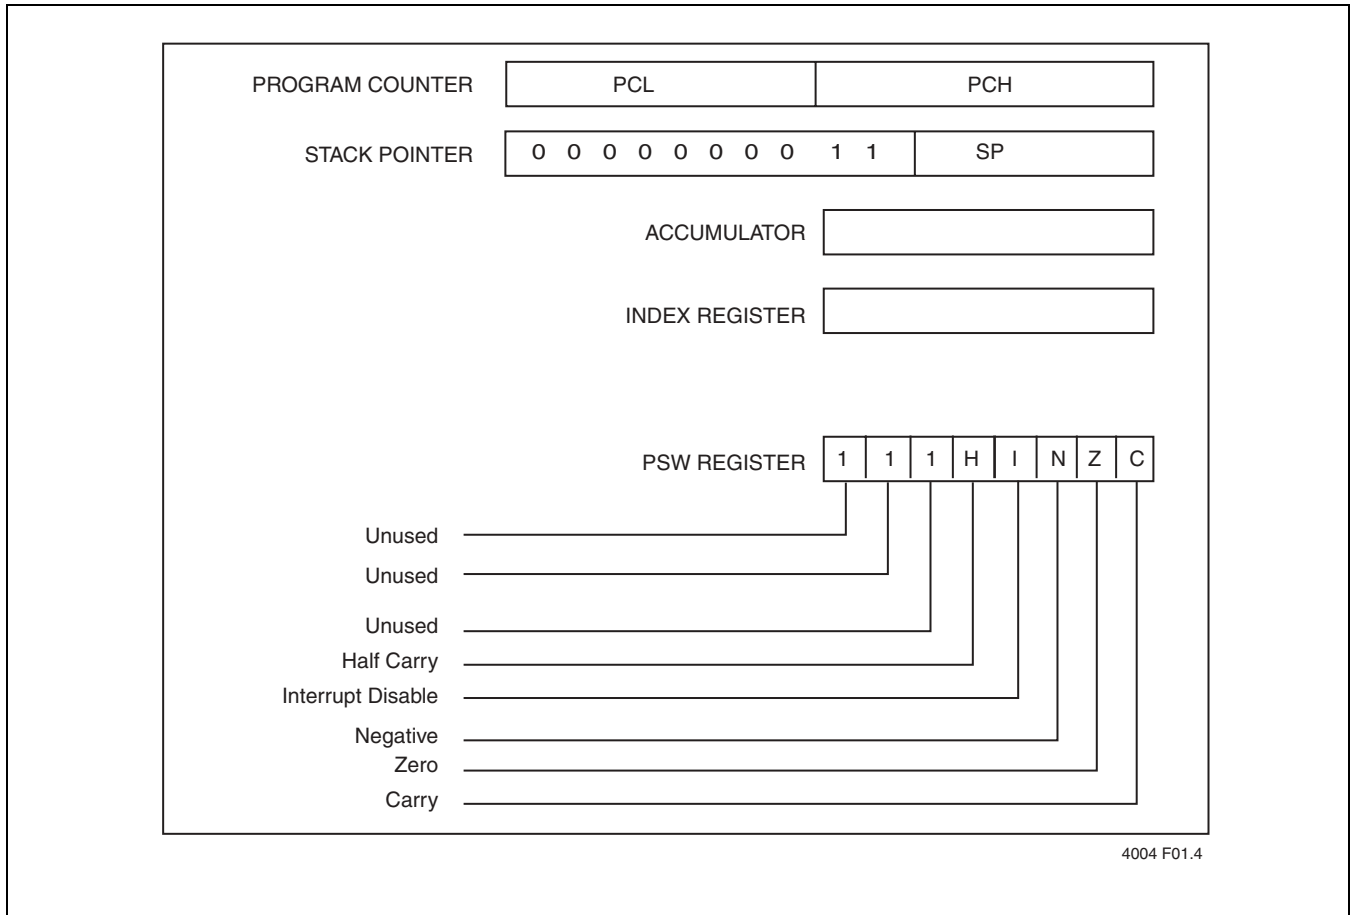 PROGRAM COUNTER PCL PCH
STACK POINTER 0 0 0 0 0 0 0 0 1 1 SP
ACCUMULATOR
INDEX REGISTER
PSW REGISTER 1 1 1 H I N Z C
Unused
Unused
Unused
Half Carry
Interrupt Disable
Negative
Zero
Carry
4004 F01.4